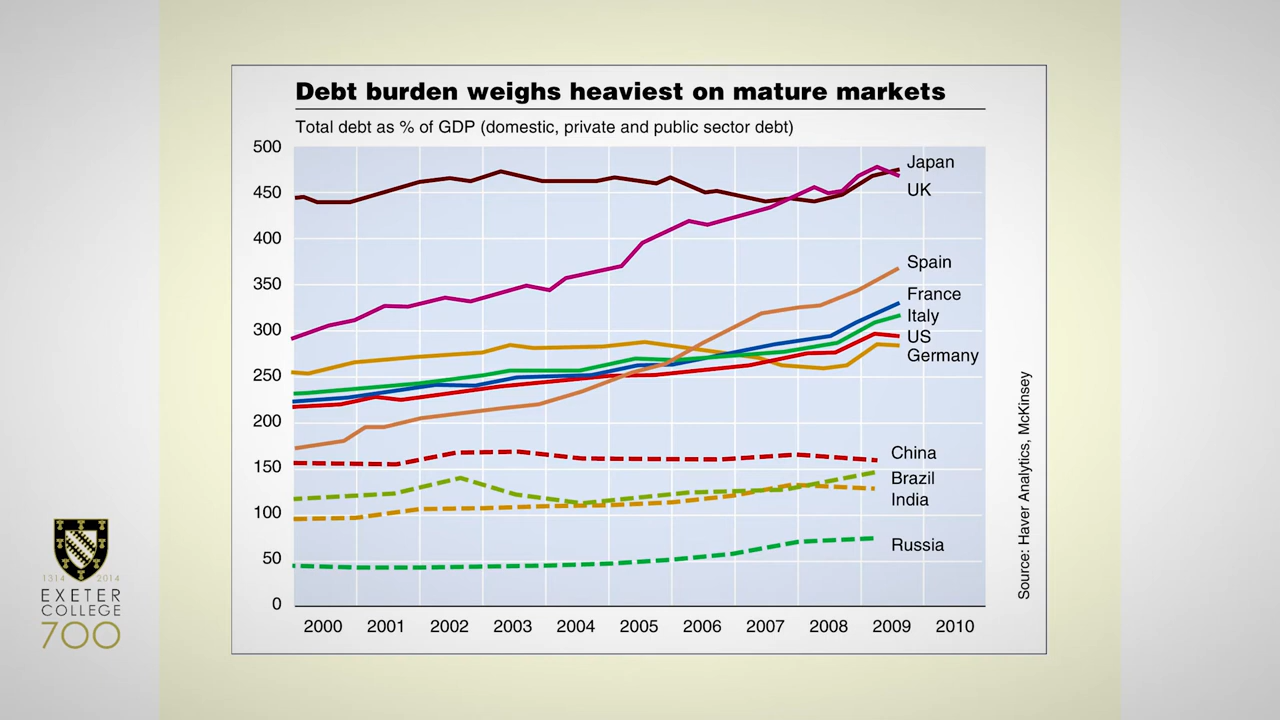 Debt burden weighs heaviest on mature markets
Total debt as % of GDP (domestic, private and public sector debt)
500
450
400
350
300
250
200
150
100
50
0
Japan
UK
Spain
France
Italy
US
Germany
China
Brazil
India
Russia
2000 2001 2002 2003 2004 2005 2006 2007 2008 2009 2010
Source: Haver Analytics, McKinsey
1314 2014
EXETER
COLLEGE
700